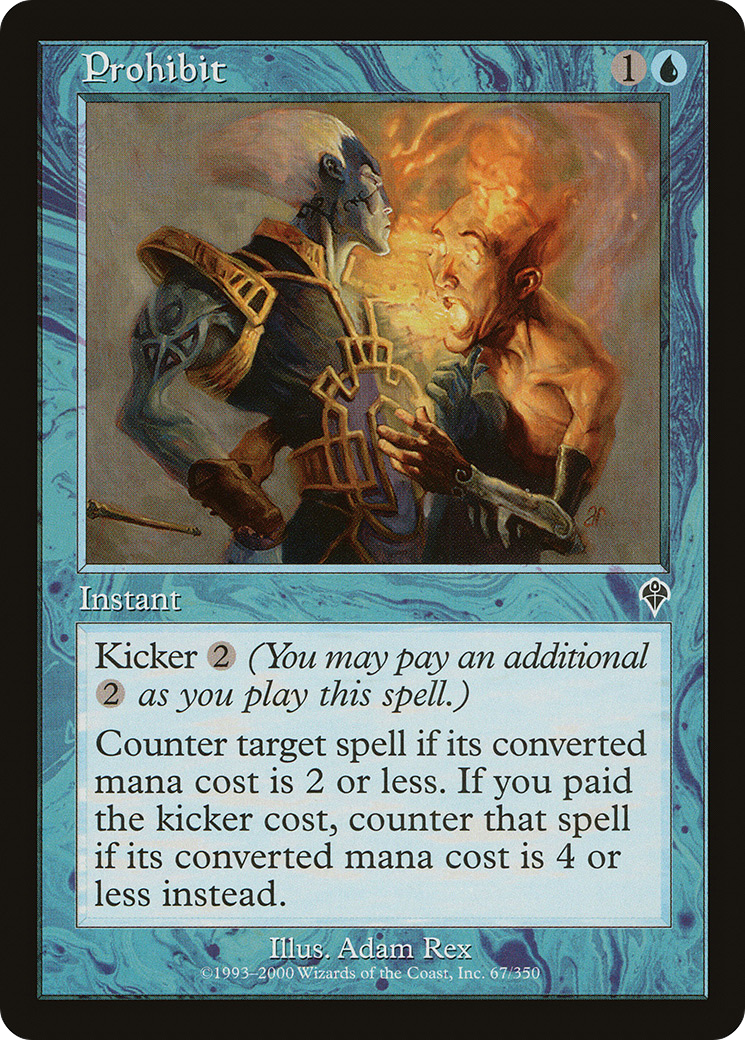 Prohibit 1
Instant
Kicker 2 (You may pay an additional
2 as you play this spell.)
Counter target spell if its converted
mana cost is 2 or less. If you paid
the kicker cost, counter that spell
if its converted mana cost is 4 or
less instead.
Illus. Adam Rex
©1993–2000 Wizards of the Coast, Inc. 67/350